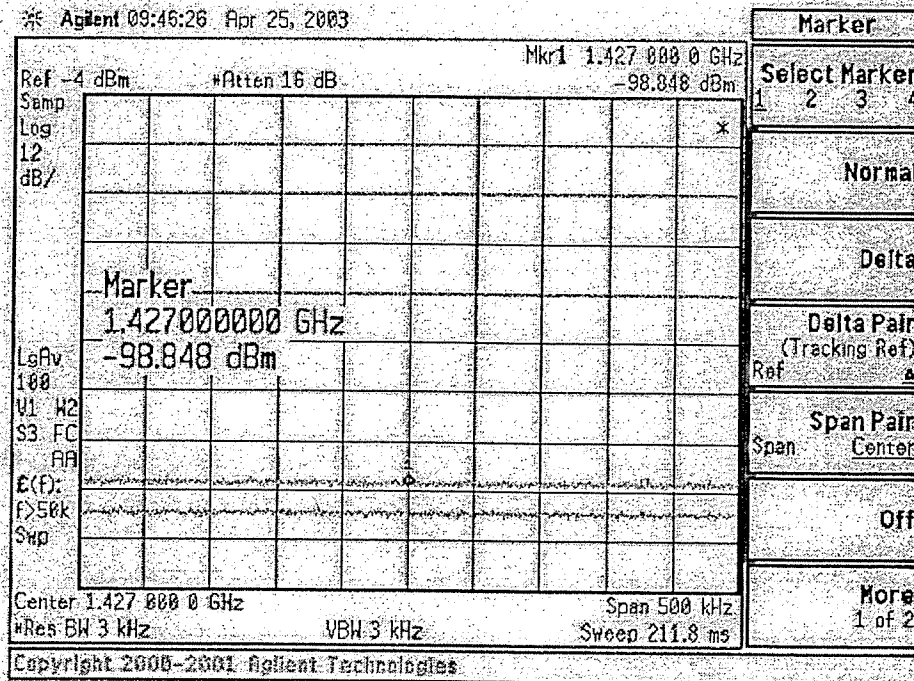 Agilent 09:46:26 Apr 25, 2003
Mkr1 1.427 000 0 GHz
Ref -4 dBm #Atten 16 dB -98.848 dBm
Samp
Log
12
dB/
*
Marker
1.427000000 GHz
-98.848 dBm
LgAv
100
V1 W2
S3 FC
AA
£(f):
f>50k
Swp
Center 1.427 000 0 GHz Span 500 kHz
#Res BW 3 kHz VBW 3 kHz Sweep 211.8 ms
Copyright 2000-2001 Agilent Technologies
Marker
Select Marker
1 2 3 4
Normal
Delta
Delta Pair
(Tracking Ref)
Ref Δ
Span Pair
Span Center
Off
More
1 of 2